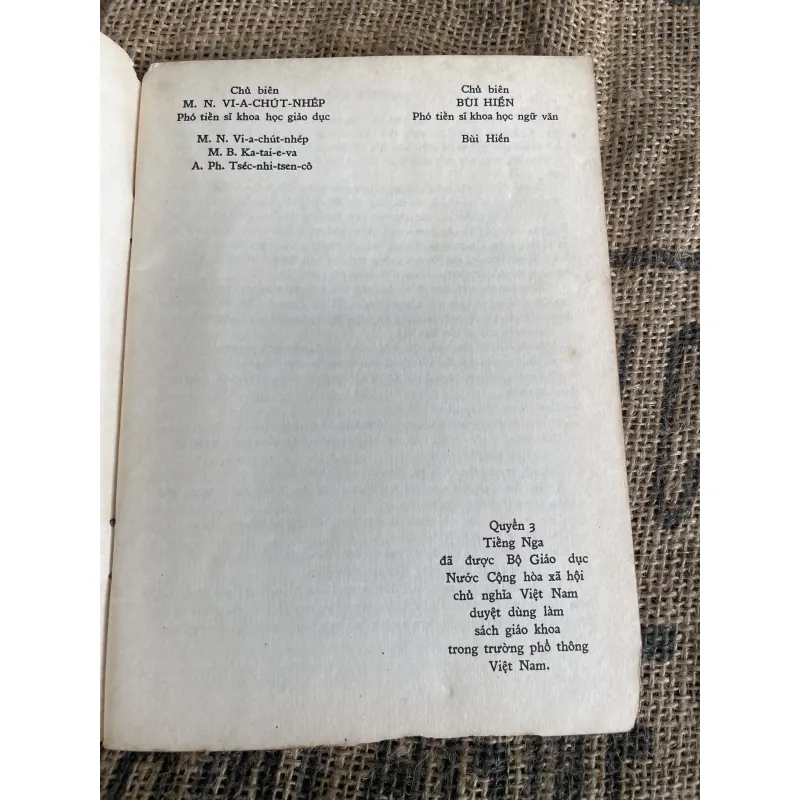 Chủ biên
M. N. VI-A-CHÚT-NHÉP
Phó tiến sĩ khoa học giáo dục
M. N. Vi-a-chút-nhép
M. B. Ka-tai-e-va
A. Ph. Tséc-nhi-tsen-cô
Chủ biên
BÙI HIỀN
Phó tiến sĩ khoa học ngữ văn
Bùi Hiền
Quyển 3
Tiếng Nga
đã được Bộ Giáo dục
Nước Cộng hòa xã hội
chủ nghĩa Việt Nam
duyệt dùng làm
sách giáo khoa
trong trường phổ thông
Việt Nam.